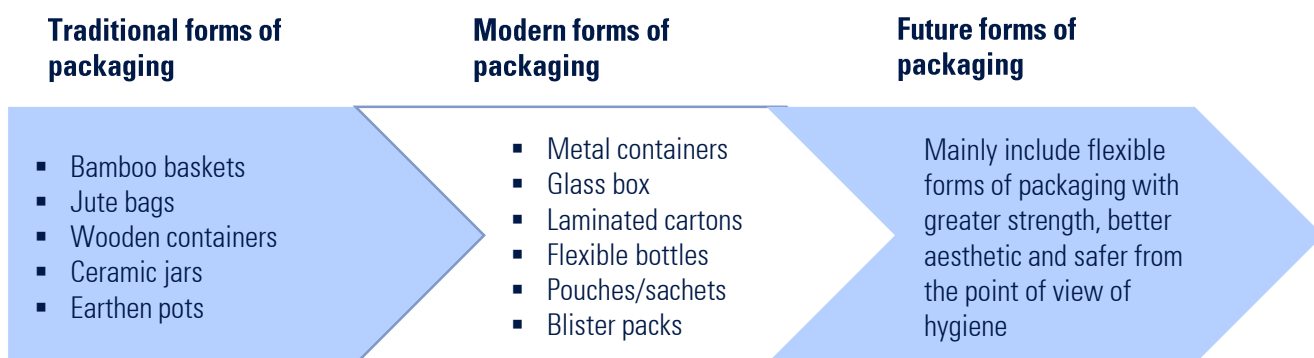 Traditional forms of
packaging
▪ Bamboo baskets
▪ Jute bags
▪ Wooden containers
▪ Ceramic jars
▪ Earthen pots
Modern forms of
packaging
▪ Metal containers
▪ Glass box
▪ Laminated cartons
▪ Flexible bottles
▪ Pouches/sachets
▪ Blister packs
Future forms of
packaging
Mainly include flexible
forms of packaging with
greater strength, better
aesthetic and safer from
the point of view of
hygiene